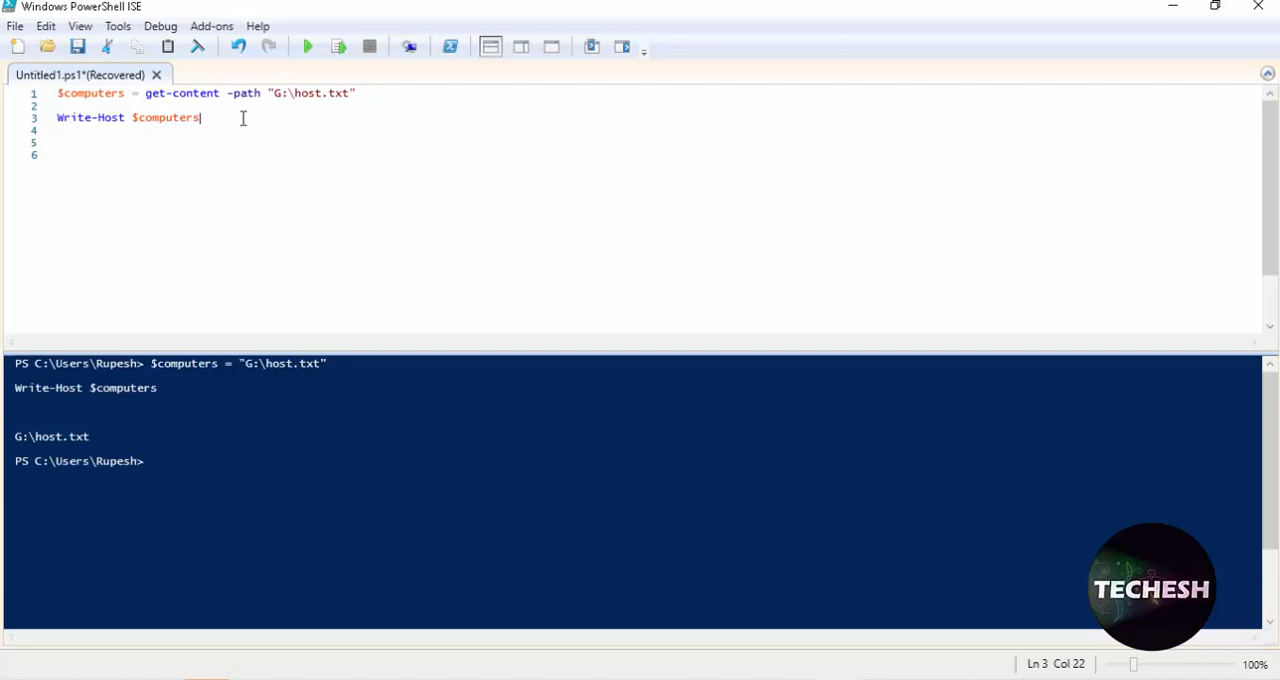 Windows PowerShell ISE
File Edit View Tools Add-ons Help
Untitled1.ps1*(Recovered)
1 $computers = get-content -path "G:\host.txt"
2
3 Write-Host $computers
4
5
6
PS C:\Users\Rupesh> $computers = "G:\host.txt"
Write-Host $computers
G:\host.txt
PS C:\Users\Rupesh>
TECHESH
Ln 3 Col 22 100%